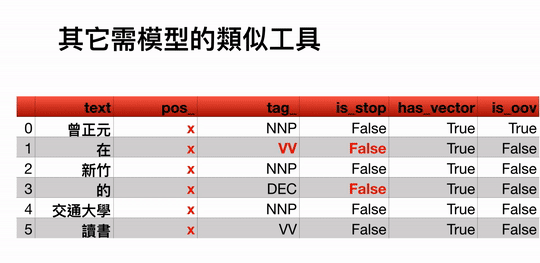 其它需模型的類似工具
text pos_ tag_ is_stop has_vector is_oov
0 曾正元 x NNP False True True
1 在 x VV False True False
2 新竹 x NNP False True False
3 的 x DEC False True False
4 交通大學 x NNP False True False
5 讀書 x VV False True False